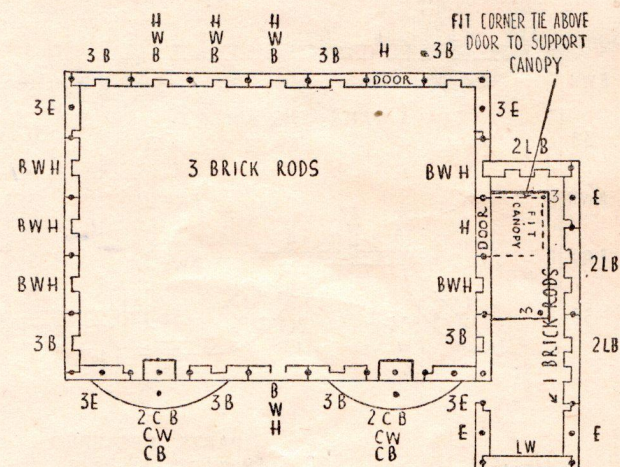 H H H
W W W
3 B B B B 3 B H 3B
FIT CORNER TIE ABOVE
DOOR TO SUPPORT
CANOPY
DOOR
3E 3E
2LB
BWH 3 BRICK RODS BWH
3 E
BWH H DOOR FIT CANOPY
BWH BWH 2LB
3
1 BRICK RODS
3B 3B 2LB
3E 2CB 3B B 3B 2CB 3E
CW W CW E E
CB H CB LW